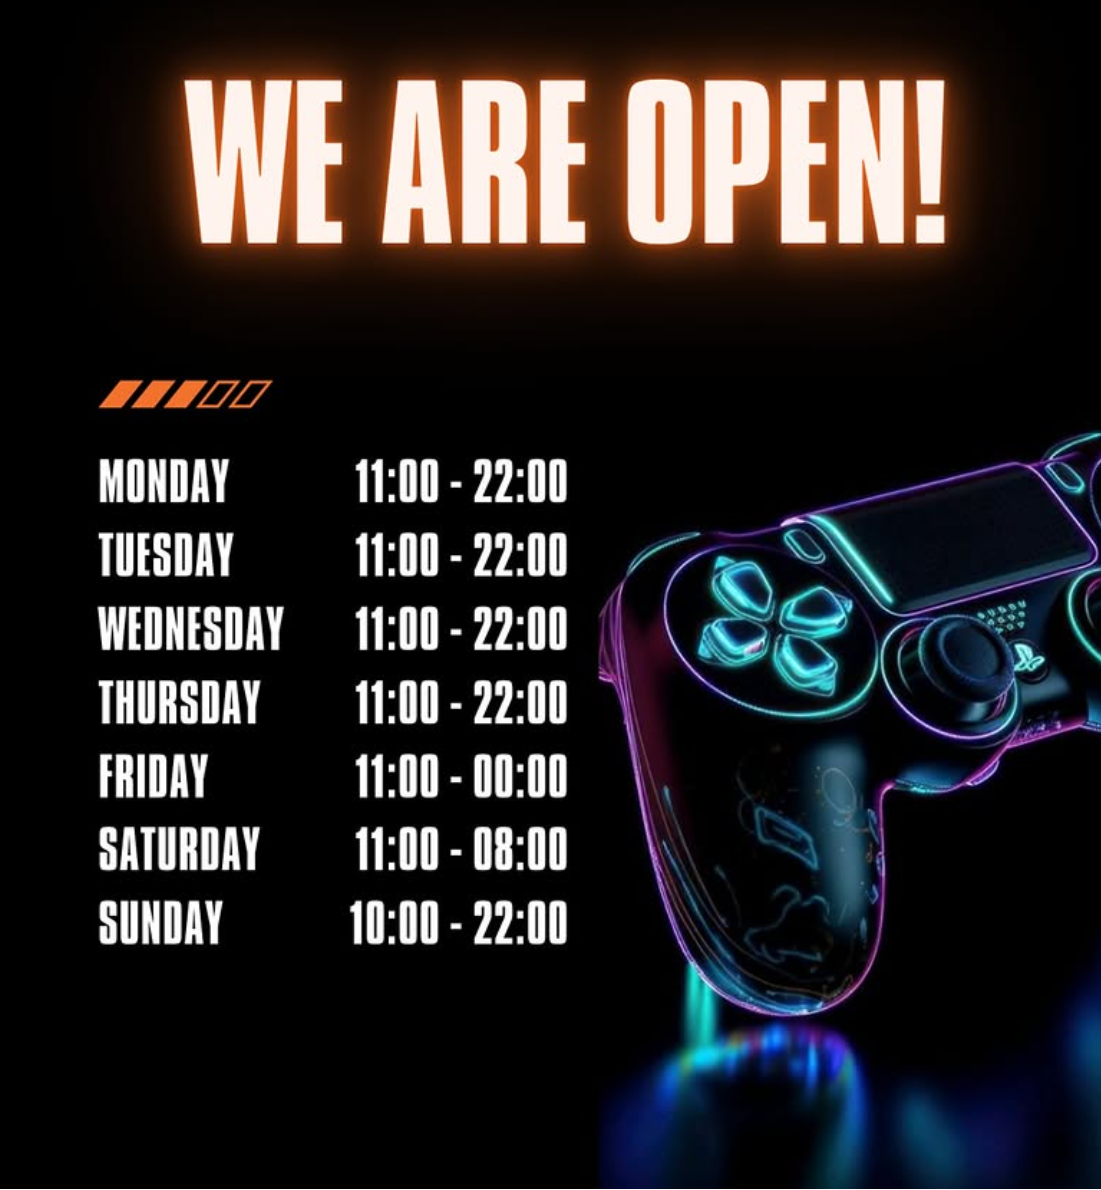 WE ARE OPEN!
MONDAY 11:00 - 22:00
TUESDAY 11:00 - 22:00
WEDNESDAY 11:00 - 22:00
THURSDAY 11:00 - 22:00
FRIDAY 11:00 - 00:00
SATURDAY 11:00 - 08:00
SUNDAY 10:00 - 22:00